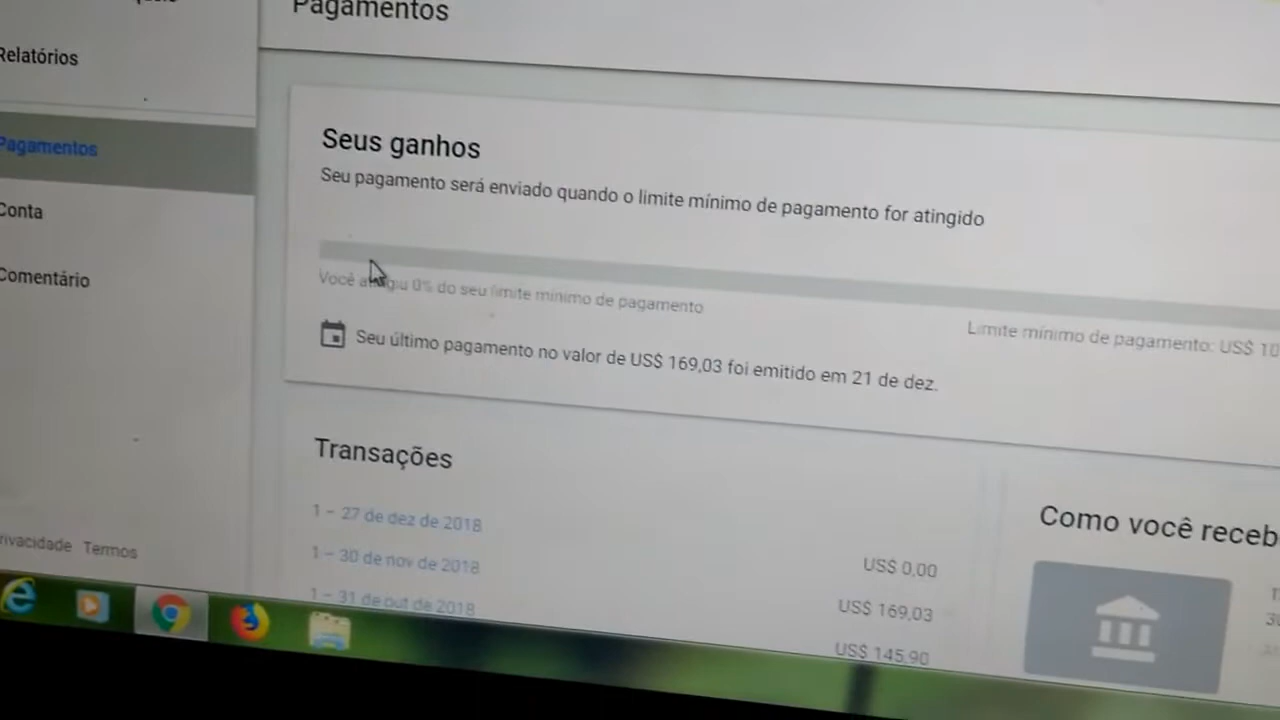 Pagamentos
Relatórios
Pagamentos
Conta
Comentário
Privacidade Termos
Seus ganhos
Seu pagamento será enviado quando o limite mínimo de pagamento for atingido
Você atingiu 0% do seu limite mínimo de pagamento
Limite mínimo de pagamento: US$ 10
Seu último pagamento no valor de US$ 169,03 foi emitido em 21 de dez.
Transações
1 – 27 de dez de 2018
US$ 0,00
1 – 30 de nov de 2018
US$ 169,03
1 – 31 de out de 2018
US$ 145,90
Como você receb